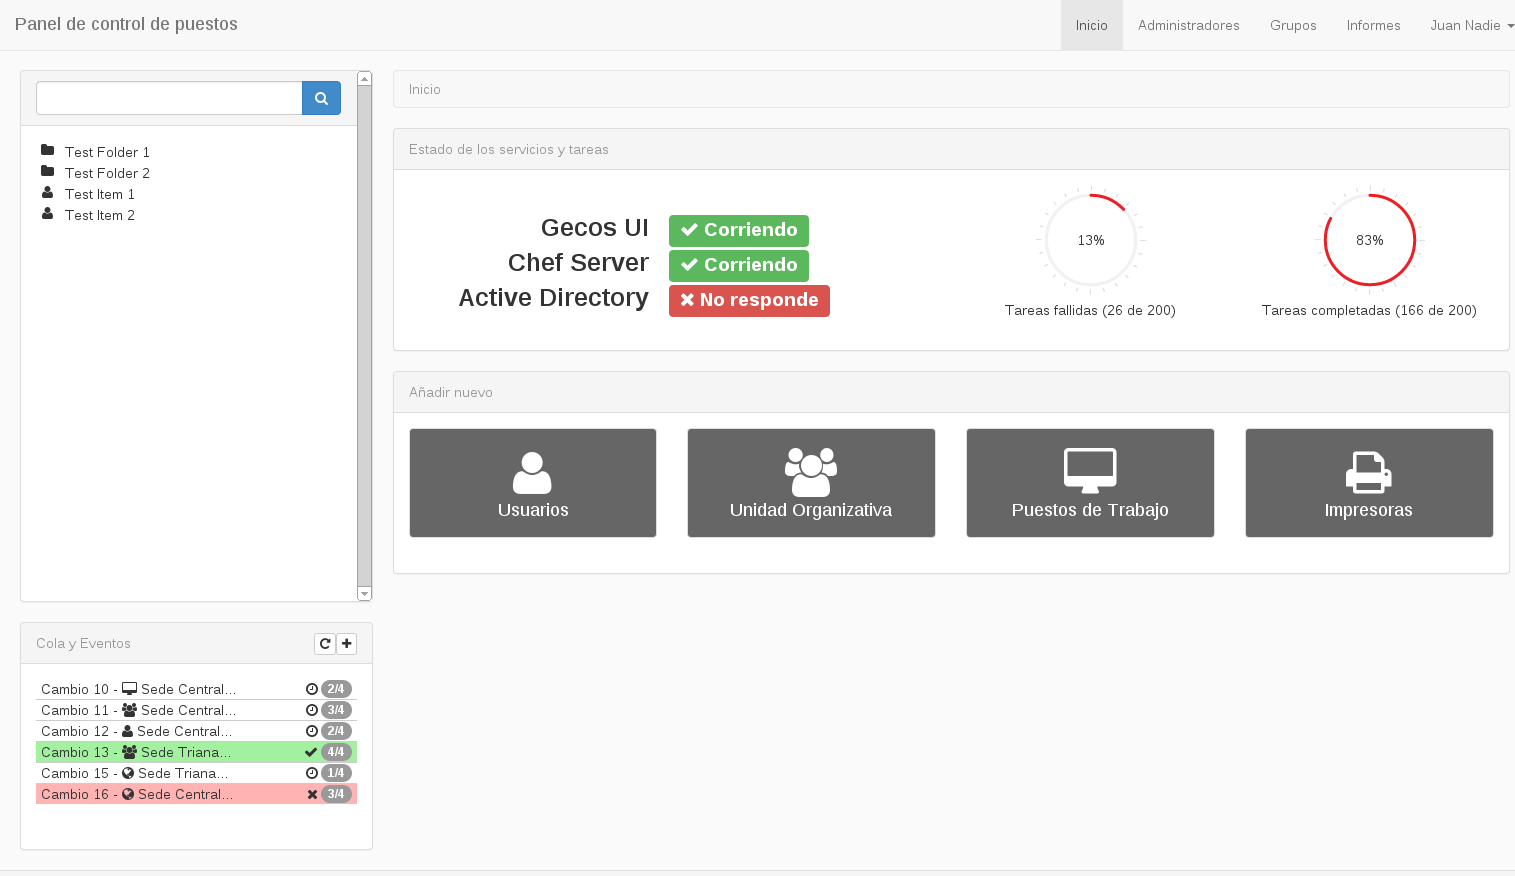 Panel de control de puestos
Inicio
Administradores
Grupos
Informes
Juan Nadie
Test Folder 1
Test Folder 2
Test Item 1
Test Item 2
Cola y Eventos
Cambio 10 - Sede Central... 2/4
Cambio 11 - Sede Central... 3/4
Cambio 12 - Sede Central... 2/4
Cambio 13 - Sede Triana... 4/4
Cambio 15 - Sede Triana... 1/4
Cambio 16 - Sede Central... 3/4
Inicio
Estado de los servicios y tareas
Gecos UI Corriendo
Chef Server Corriendo
Active Directory No responde
13%
Tareas fallidas (26 de 200)
83%
Tareas completadas (166 de 200)
Añadir nuevo
Usuarios
Unidad Organizativa
Puestos de Trabajo
Impresoras